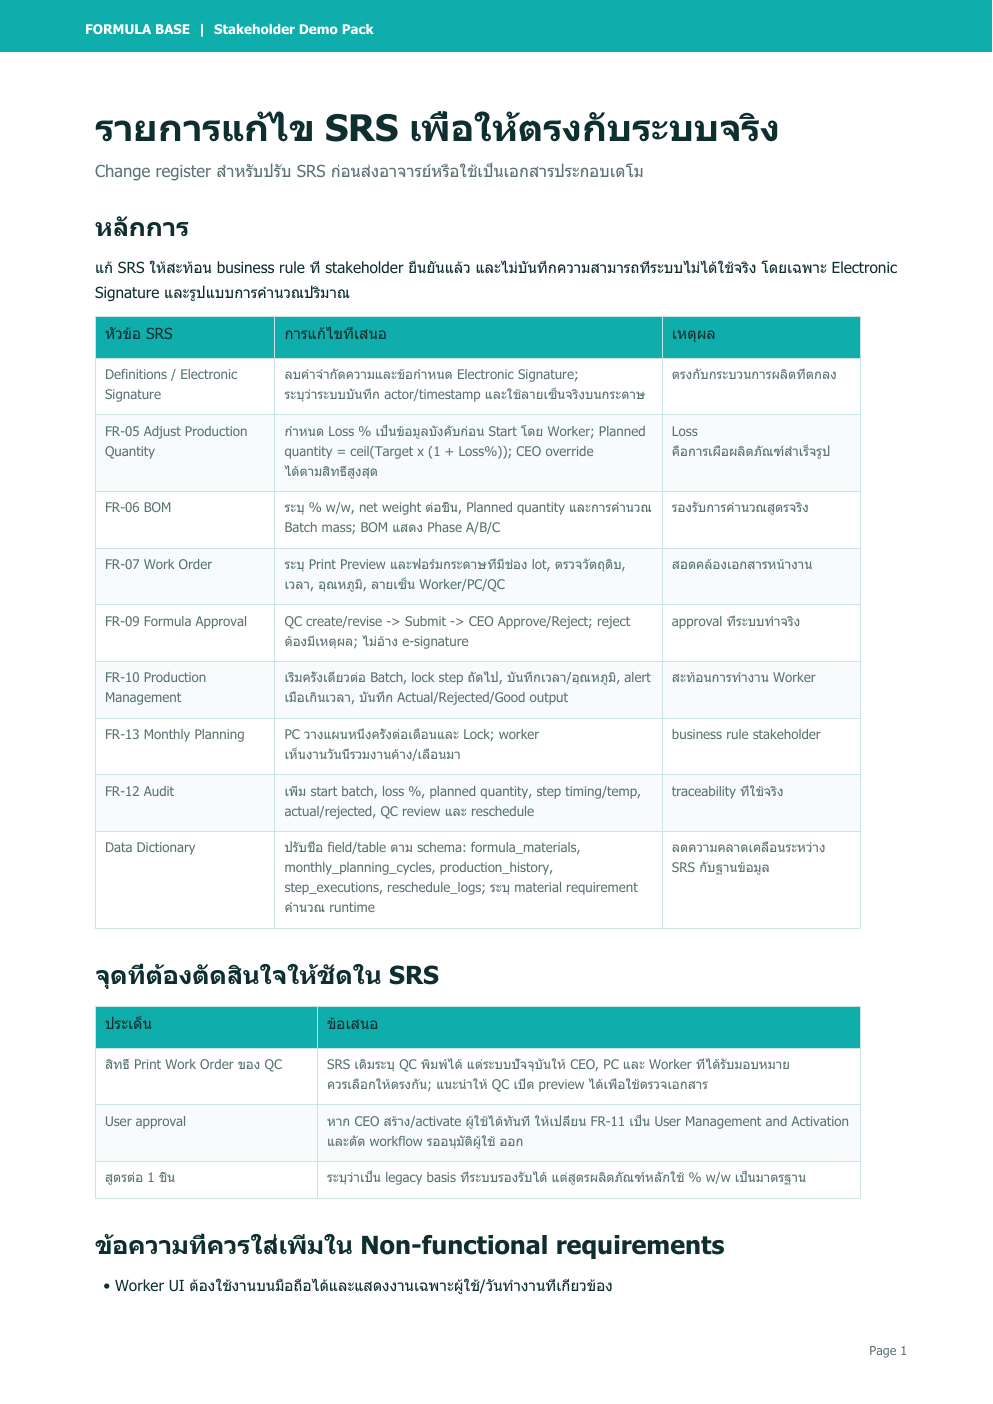 FORMULA BASE | Stakeholder Demo Pack
รายการแก้ไข SRS เพื่อให้ตรงกับระบบจริง
Change register สำหรับปรับ SRS ก่อนส่งอาจารย์หรือใช้เป็นเอกสารประกอบเดโม
หลักการ
แก้ SRS ให้สะท้อน business rule ที่ stakeholder ยืนยันแล้ว และไม่บันทึกความสามารถที่ระบบไม่ได้ใช้จริง โดยเฉพาะ Electronic
Signature และรูปแบบการคำนวณปริมาณ
หัวข้อ SRS
การแก้ไขที่เสนอ
เหตุผล
Definitions / Electronic
Signature
ลบคำจำกัดความและข้อกำหนด Electronic Signature;
ระบุว่าระบบบันทึก actor/timestamp และใช้ลายเซ็นจริงบนกระดาษ
ตรงกับกระบวนการผลิตที่ตกลง
FR-05 Adjust Production
Quantity
กำหนด Loss % เป็นข้อมูลบังคับก่อน Start โดย Worker; Planned
quantity = ceil(Target x (1 + Loss%)); CEO override
ได้ตามสิทธิ์สูงสุด
Loss
คือการเผื่อผลิตภัณฑ์สำเร็จรูป
FR-06 BOM
ระบุ % w/w, net weight ต่อชิ้น, Planned quantity และการคำนวณ
Batch mass; BOM แสดง Phase A/B/C
รองรับการคำนวณสูตรจริง
FR-07 Work Order
ระบุ Print Preview และฟอร์มกระดาษที่มีช่อง lot, ตรวจวัตถุดิบ,
เวลา, อุณหภูมิ, ลายเซ็น Worker/PC/QC
สอดคล้องเอกสารหน้างาน
FR-09 Formula Approval
QC create/revise -> Submit -> CEO Approve/Reject; reject
ต้องมีเหตุผล; ไม่อ้าง e-signature
approval ที่ระบบทำจริง
FR-10 Production
Management
เริ่มครั้งเดียวต่อ Batch, lock step ถัดไป, บันทึกเวลา/อุณหภูมิ, alert
เมื่อเกินเวลา, บันทึก Actual/Rejected/Good output
สะท้อนการทำงาน Worker
FR-13 Monthly Planning
PC วางแผนหนึ่งครั้งต่อเดือนและ Lock; worker
เห็นงานวันนี้รวมงานค้าง/เลื่อนมา
business rule stakeholder
FR-12 Audit
เพิ่ม start batch, loss %, planned quantity, step timing/temp,
actual/rejected, QC review และ reschedule
traceability ที่ใช้จริง
Data Dictionary
ปรับชื่อ field/table ตาม schema: formula_materials,
monthly_planning_cycles, production_history,
step_executions, reschedule_logs; ระบุ material requirement
คำนวณ runtime
ลดความคลาดเคลื่อนระหว่าง
SRS กับฐานข้อมูล
จุดที่ต้องตัดสินใจให้ชัดใน SRS
ประเด็น
ข้อเสนอ
สิทธิ์ Print Work Order ของ QC
SRS เดิมระบุ QC พิมพ์ได้ แต่ระบบปัจจุบันให้ CEO, PC และ Worker ที่ได้รับมอบหมาย
ควรเลือกให้ตรงกัน; แนะนำให้ QC เปิด preview ได้เพื่อใช้ตรวจเอกสาร
User approval
หาก CEO สร้าง/activate ผู้ใช้ได้ทันที ให้เปลี่ยน FR-11 เป็น User Management and Activation
และตัด workflow รออนุมัติผู้ใช้ ออก
สูตรต่อ 1 ชิ้น
ระบุว่าเป็น legacy basis ที่ระบบรองรับได้ แต่สูตรผลิตภัณฑ์หลักใช้ % w/w เป็นมาตรฐาน
ข้อความที่ควรใส่เพิ่มใน Non-functional requirements
• Worker UI ต้องใช้งานบนมือถือได้และแสดงงานเฉพาะผู้ใช้/วันทำงานที่เกี่ยวข้อง
Page 1